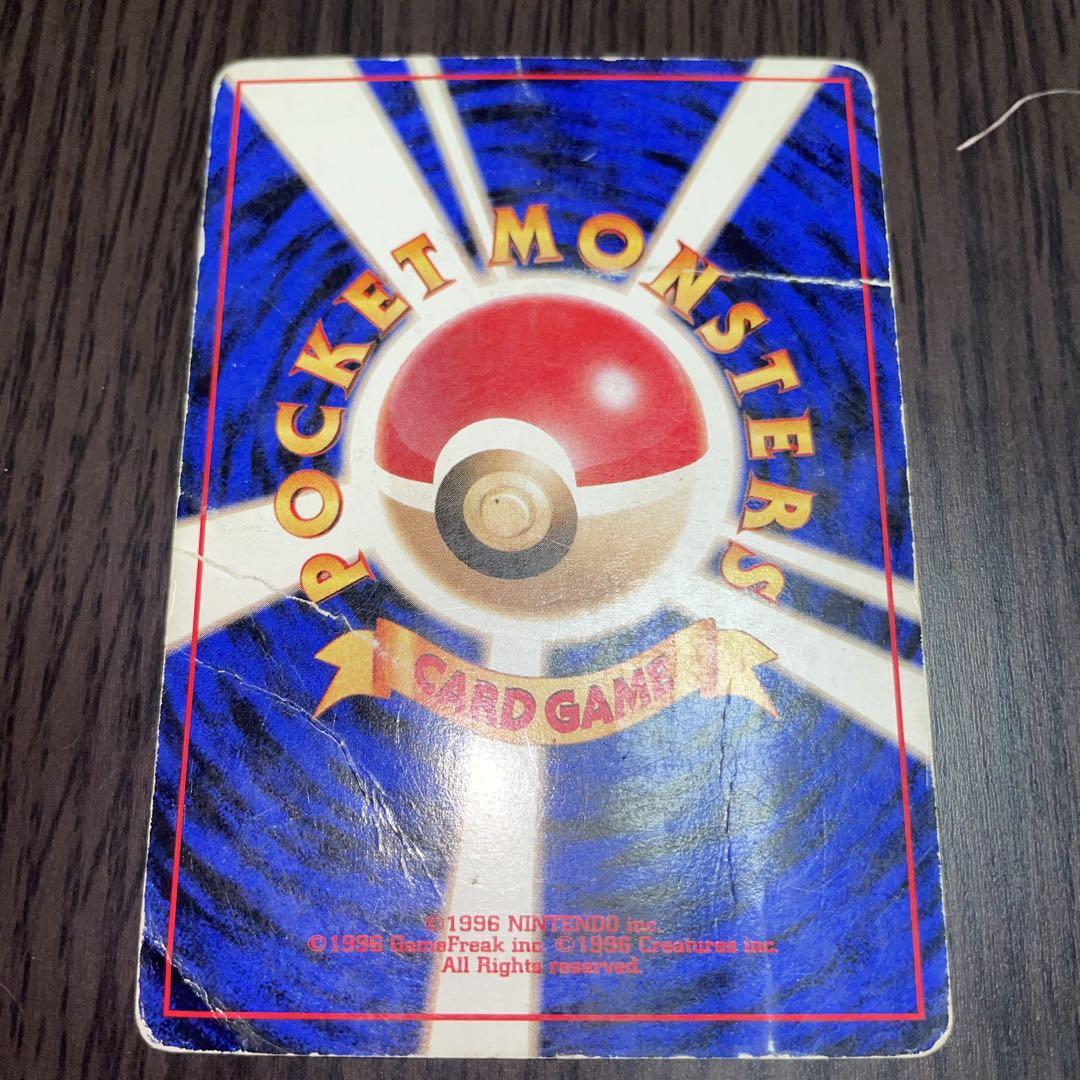 POCKET MONSTERS
CARD GAME
©1996 NINTENDO inc.
©1996 GameFreak inc. ©1996 Creatures inc.
All Rights reserved.